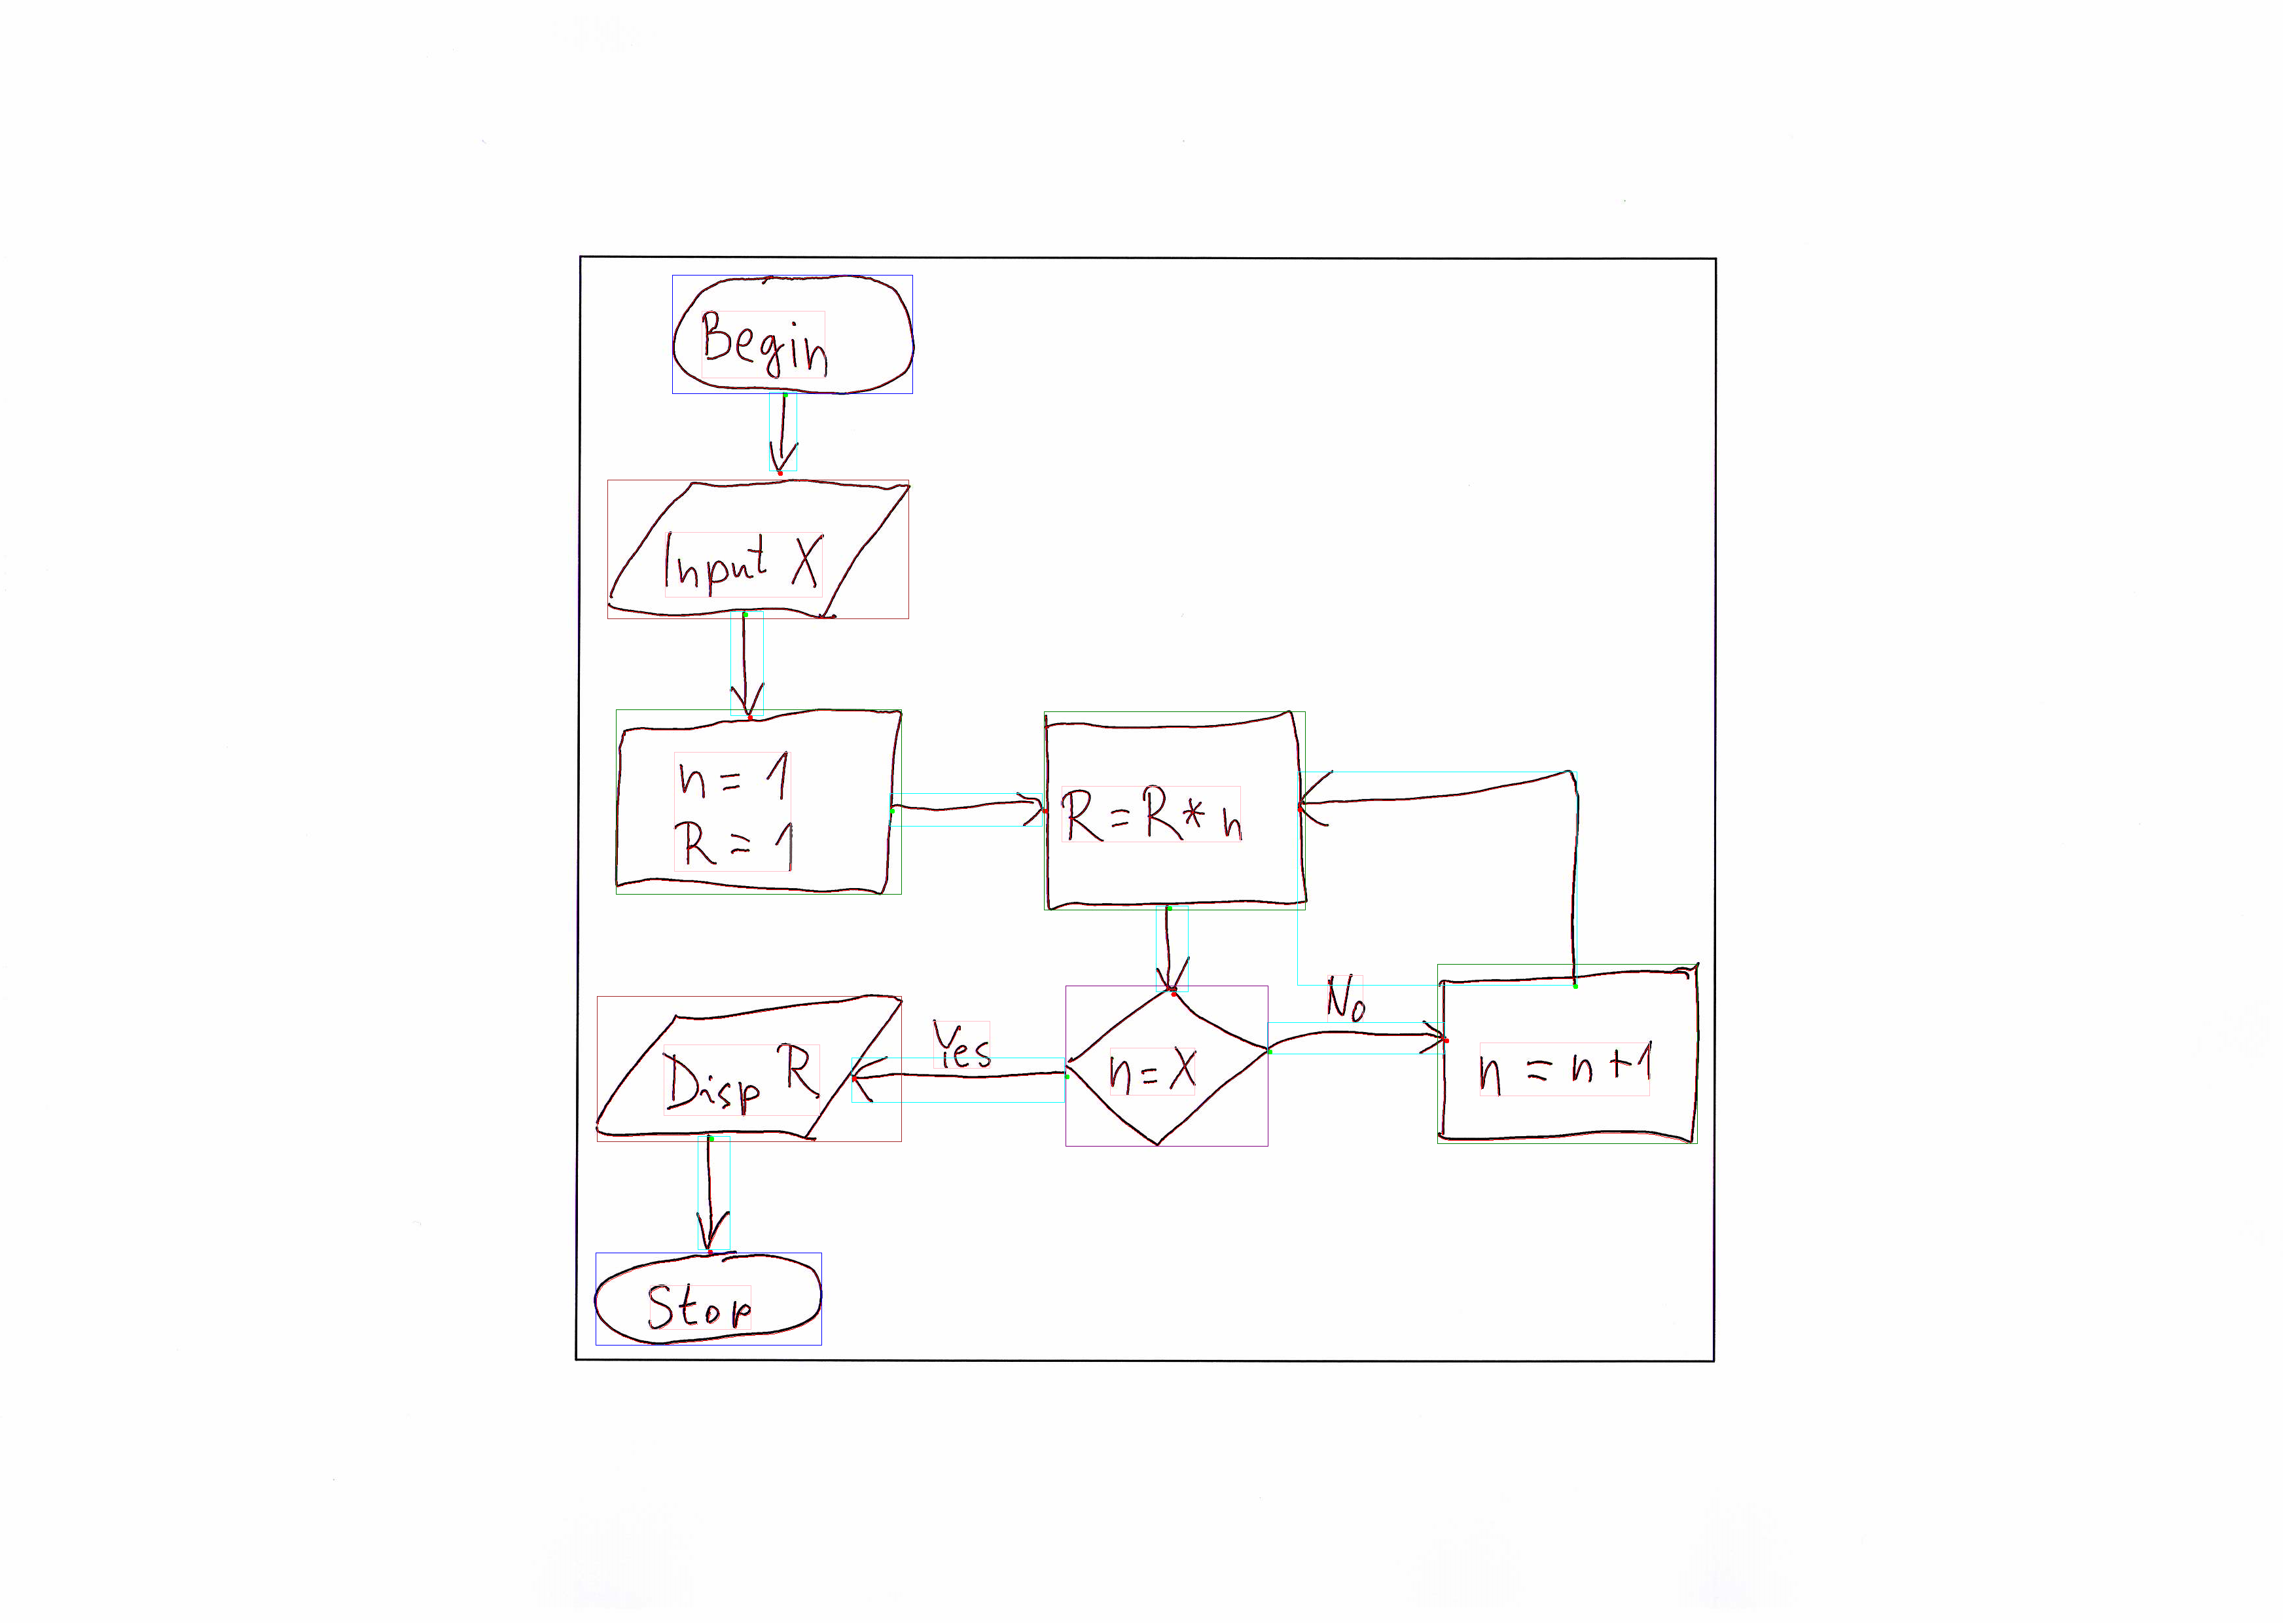 Begin
Input X
n = 1
R = 1
R = R * n
n = X
No
n = n + 1
Yes
Disp R
Stop